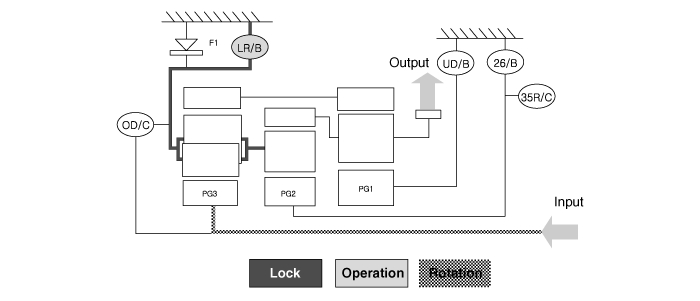 F1
LR/B
Output
UD/B
26/B
35R/C
OD/C
PG3
PG2
PG1
Input
Lock
Operation
Rotation